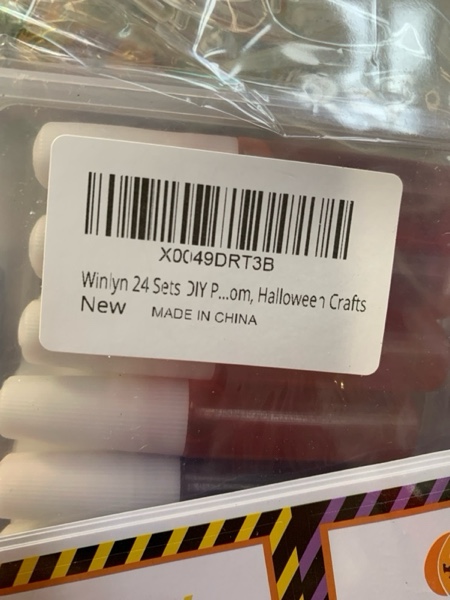 X0049DRT3B
Winlyn 24 Sets DIY P...om, Halloween Crafts
New MADE IN CHINA